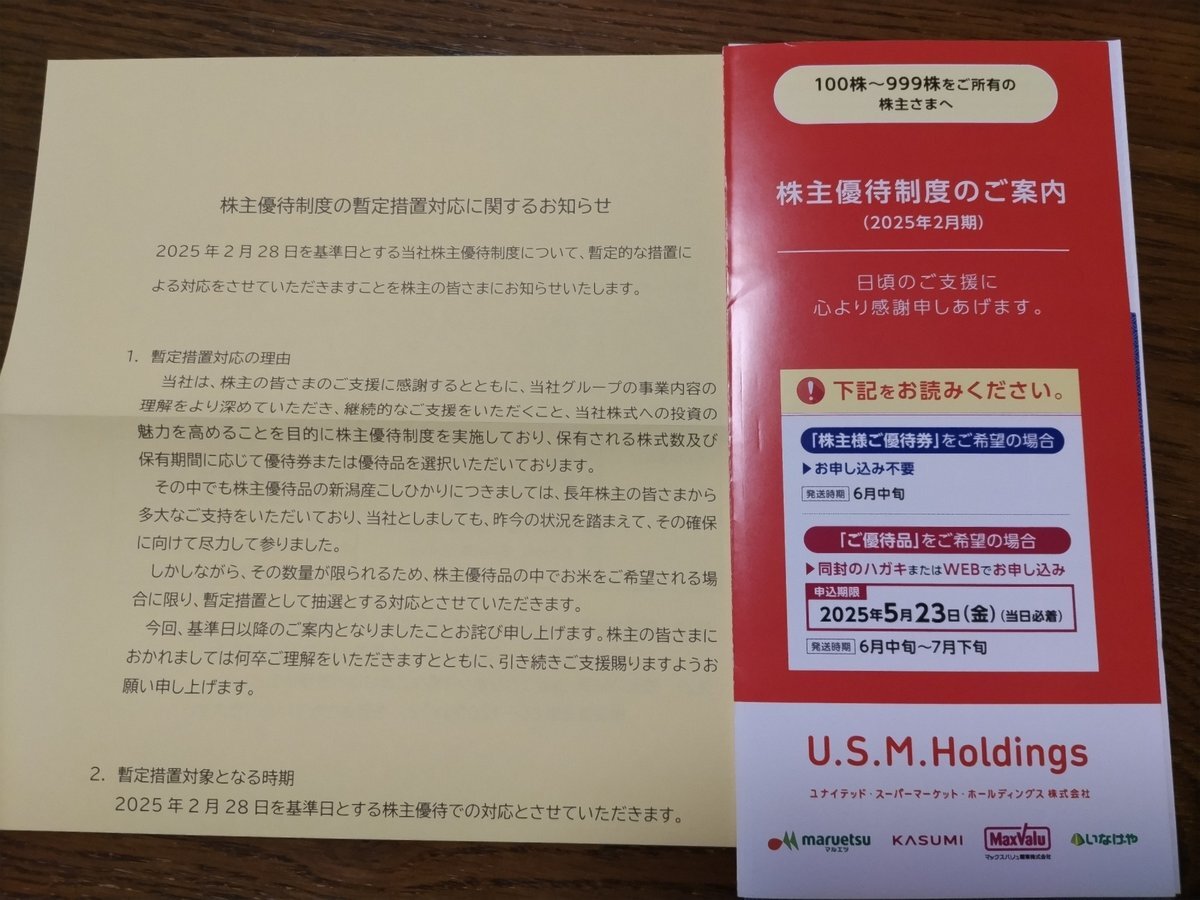 株主優待制度の暫定措置対応に関するお知らせ
2025年2月28日を基準日とする当社株主優待制度について、暫定的な措置に
よる対応をさせていただきますことを株主の皆さまにお知らせいたします。
1. 暫定措置対応の理由
当社は、株主の皆さまのご支援に感謝するとともに、当社グループの事業内容の
理解をより深めていただき、継続的なご支援をいただくこと、当社株式への投資の
魅力を高めることを目的に株主優待制度を実施しており、保有される株式数及び
保有期間に応じて優待券または優待品を選択いただいております。
その中でも株主優待品の新潟産こしひかりにつきましては、長年株主の皆さまから
多大なご支持をいただいており、当社としましても、昨今の状況を踏まえて、その確保
に向けて尽力して参りました。
しかしながら、その数量が限られるため、株主優待品の中でお米をご希望される場
合に限り、暫定措置として抽選とする対応とさせていただきます。
今回、基準日以降のご案内となりましたことお詫び申し上げます。株主の皆さまに
おかれましては何卒ご理解をいただきますとともに、引き続きご支援賜りますようお
願い申し上げます。
2. 暫定措置対象となる時期
2025年2月28日を基準日とする株主優待での対応とさせていただきます。
100株～999株をご所有の
株主さまへ
株主優待制度のご案内
(2025年2月期)
日頃のご支援に
心より感謝申しあげます。
! 下記をお読みください。
「株主様ご優待券」をご希望の場合
▶お申し込み不要
発送時期 6月中旬
「ご優待品」をご希望の場合
▶同封のハガキまたはWEBでお申し込み
申込期限
2025年5月23日(金)(当日必着)
発送時期 6月中旬～7月下旬
U.S.M.Holdings
ユナイテッド・スーパーマーケット・ホールディングス株式会社
maruetsu KASUMI MaxValu いなげや
マルエツ マックスバリュ関東株式会社